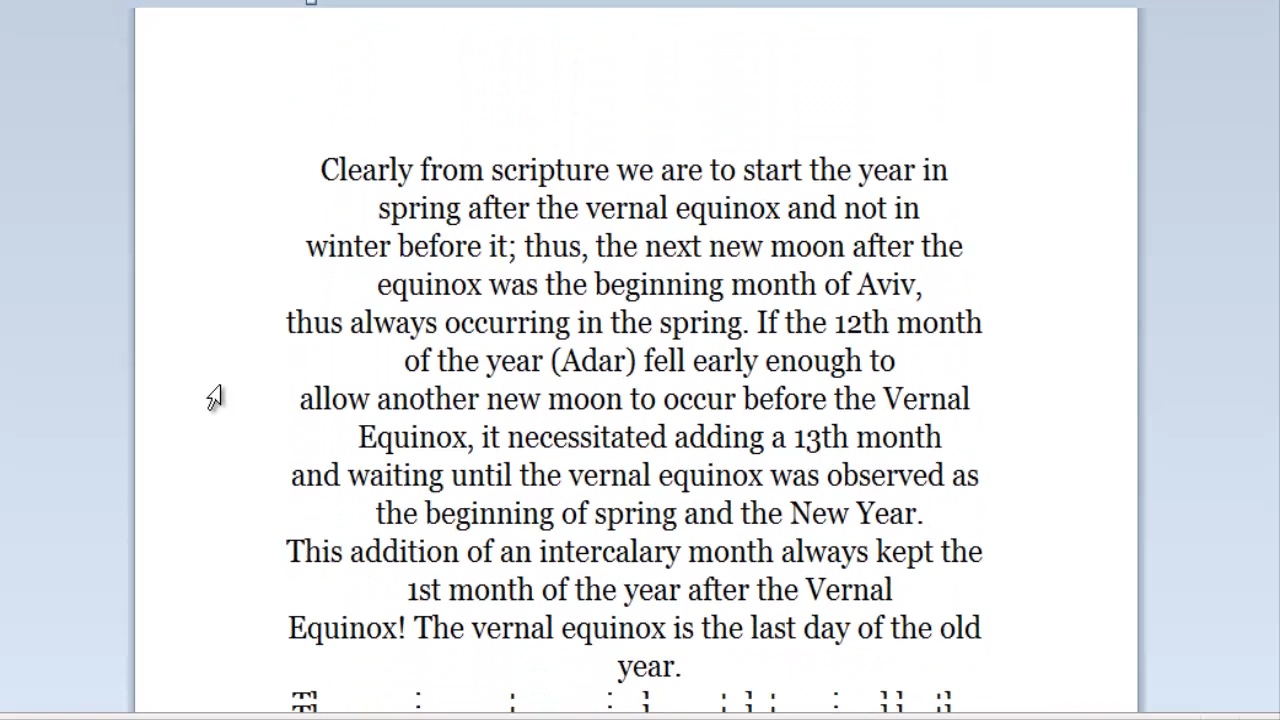 Clearly from scripture we are to start the year in
spring after the vernal equinox and not in
winter before it; thus, the next new moon after the
equinox was the beginning month of Aviv,
thus always occurring in the spring. If the 12th month
of the year (Adar) fell early enough to
allow another new moon to occur before the Vernal
Equinox, it necessitated adding a 13th month
and waiting until the vernal equinox was observed as
the beginning of spring and the New Year.
This addition of an intercalary month always kept the
1st month of the year after the Vernal
Equinox! The vernal equinox is the last day of the old
year.